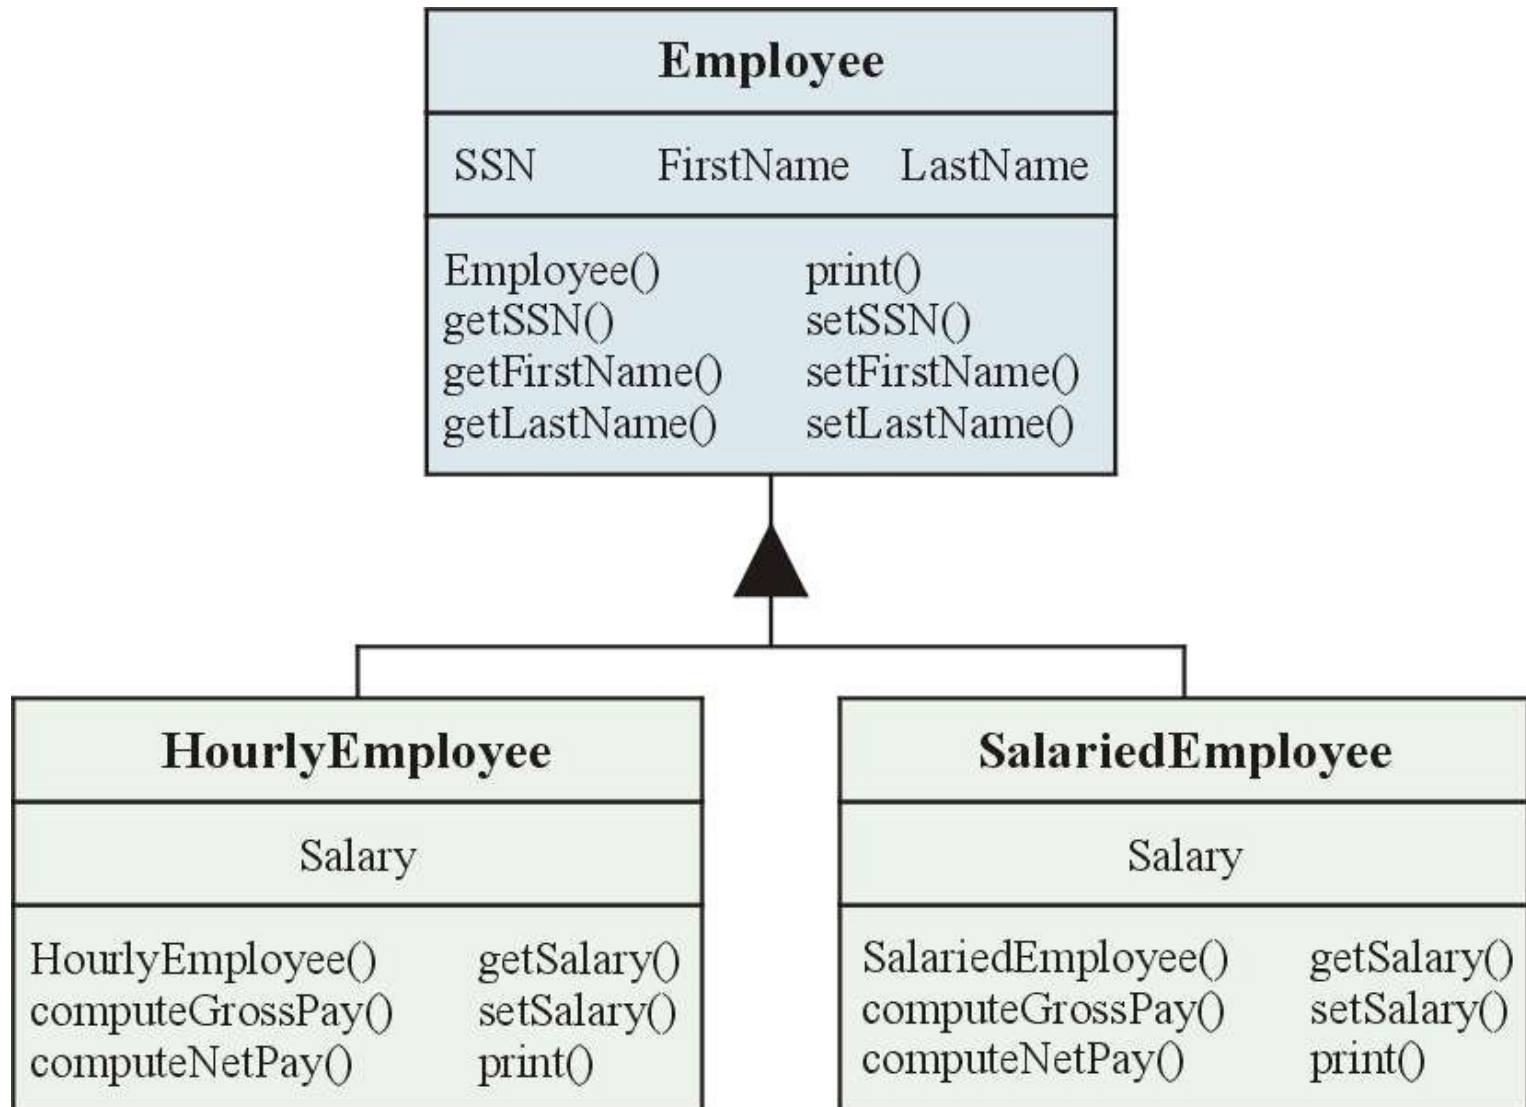 Employee
SSN FirstName LastName
Employee() print()
getSSN() setSSN()
getFirstName() setFirstName()
getLastName() setLastName()
HourlyEmployee
Salary
HourlyEmployee() getSalary()
computeGrossPay() setSalary()
computeNetPay() print()
SalariedEmployee
Salary
SalariedEmployee() getSalary()
computeGrossPay() setSalary()
computeNetPay() print()